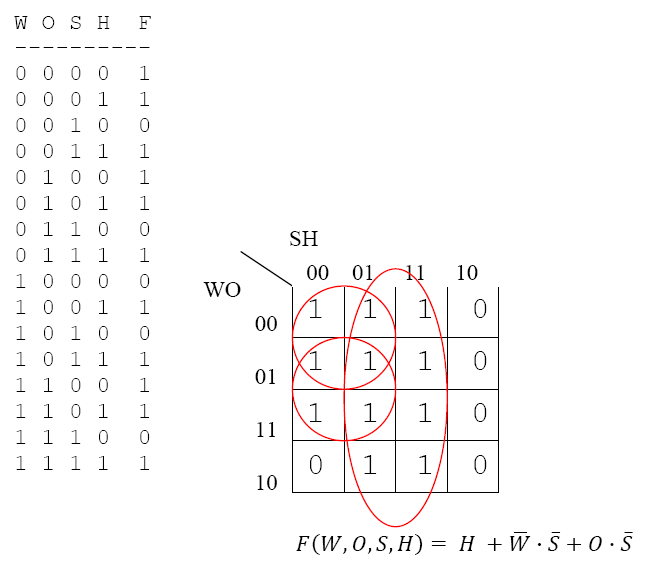 W O S H F
----------
0 0 0 0 1
0 0 0 1 1
0 0 1 0 0
0 0 1 1 1
0 1 0 0 1
0 1 0 1 1
0 1 1 0 0
0 1 1 1 1
1 0 0 0 0
1 0 0 1 1
1 0 1 0 0
1 0 1 1 1
1 1 0 0 1
1 1 0 1 1
1 1 1 0 0
1 1 1 1 1
SH
00 01 11 10
WO
00 1 1 1 0
01 1 1 1 0
11 1 1 1 0
10 0 1 1 0
F(W,O,S,H) = H + W̅ · S̅ + O · S̅